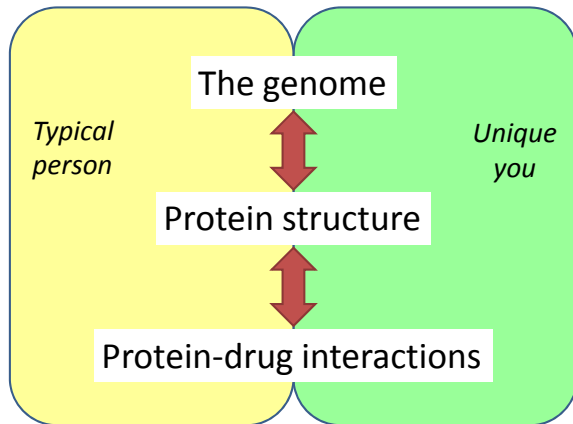 The genome
Typical
person
Unique
you
Protein structure
Protein-drug interactions